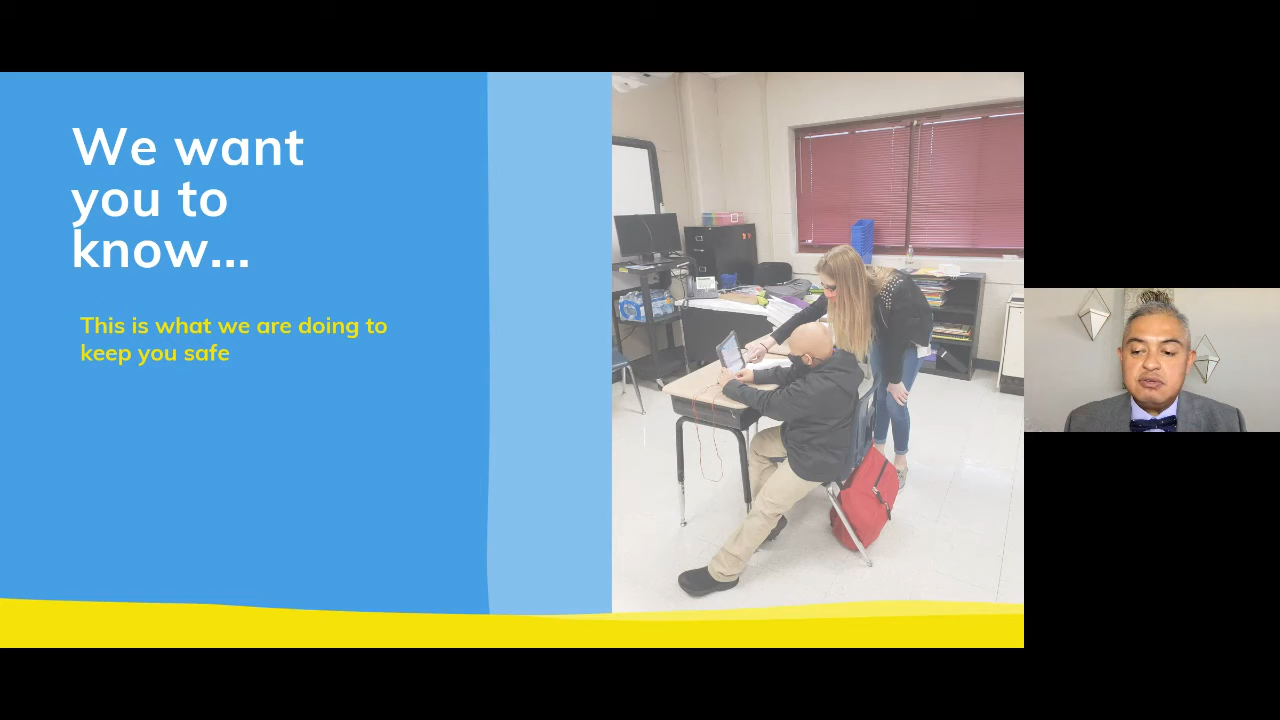 We want
you to
know...
This is what we are doing to
keep you safe